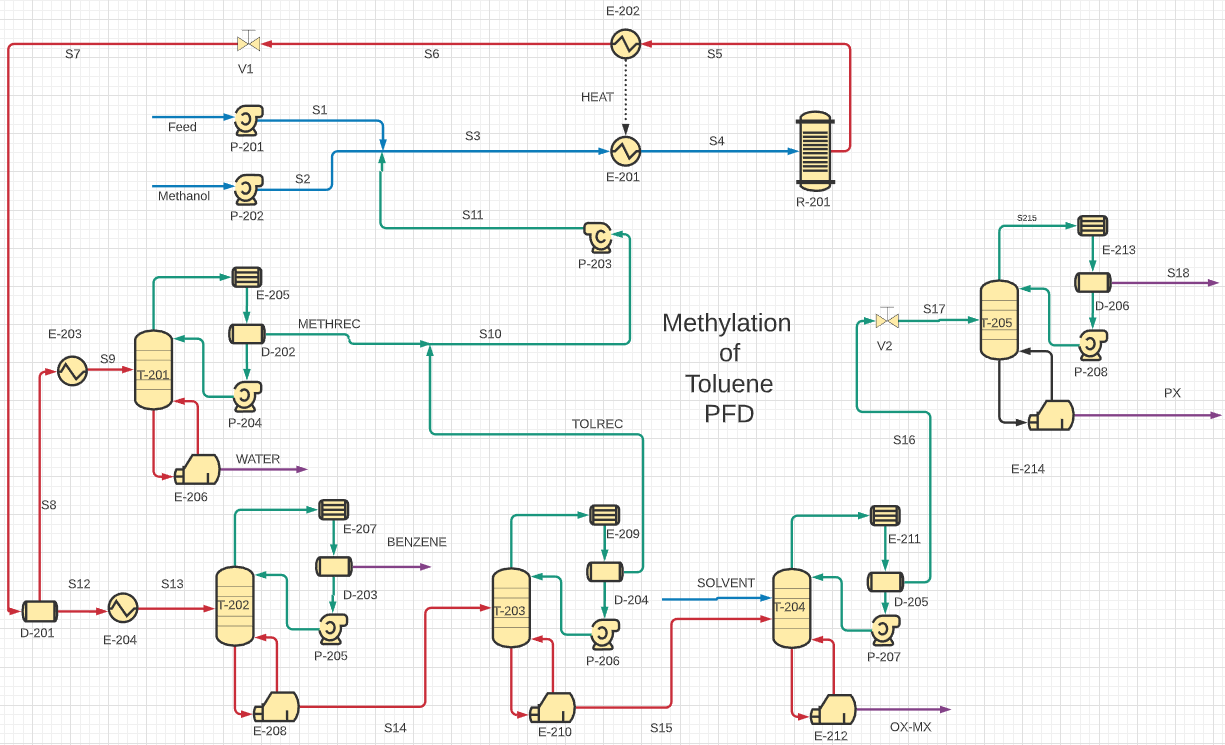 E-202
S7
S6
S5
V1
HEAT
Feed
S1
P-201
S3
S4
E-201
Methanol
S2
P-202
R-201
S11
S215
P-203
E-213
S18
E-205
D-206
METHREC
S10
S17
T-205
Methylation
of
Toluene
PFD
E-203
D-202
V2
S9
T-201
P-208
PX
P-204
TOLREC
S16
WATER
E-214
E-206
S8
E-207
E-209
E-211
BENZENE
S12
S13
SOLVENT
D-203
D-204
D-205
T-202
T-203
T-204
D-201
E-204
P-205
P-206
P-207
E-208
S14
E-210
S15
E-212
OX-MX